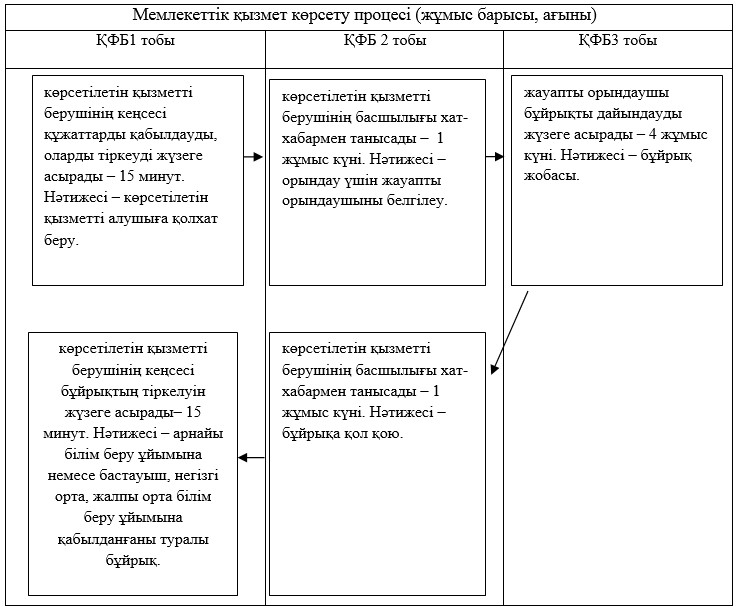 Мемлекеттік қызмет көрсету процесі (жұмыс барысы, ағыны)
ҚФБ1 тобы
ҚФБ 2 тобы
ҚФБ3 тобы
көрсетілетін қызметті
берушінің кеңсесі
құжаттарды қабылдауды,
оларды тіркеуді жүзеге
асырады – 15 минут.
Нәтижесі – көрсетілетін
қызметті алушыға қолхат
беру.
көрсетілетін қызметті
берушінің басшылығы хат-
хабармен танысады – 1
жұмыс күні. Нәтижесі –
орындау үшін жауапты
орындаушыны белгілеу.
жауапты орындаушы
бұйрықты дайындауды
жүзеге асырады – 4 жұмыс
күні. Нәтижесі – бұйрық
жобасы.
көрсетілетін қызметті
берушінің басшылығы хат-
хабармен танысады – 1
жұмыс күні. Нәтижесі –
бұйрыққа қол қою.
көрсетілетін қызметті
берушінің кеңсесі
бұйрықтың тіркелуін
жүзеге асырады– 15
минут. Нәтижесі – арнайы
білім беру ұйымына
немесе бастауыш, негізгі
орта, жалпы орта білім
беру ұйымына
қабылданғаны туралы
бұйрық.